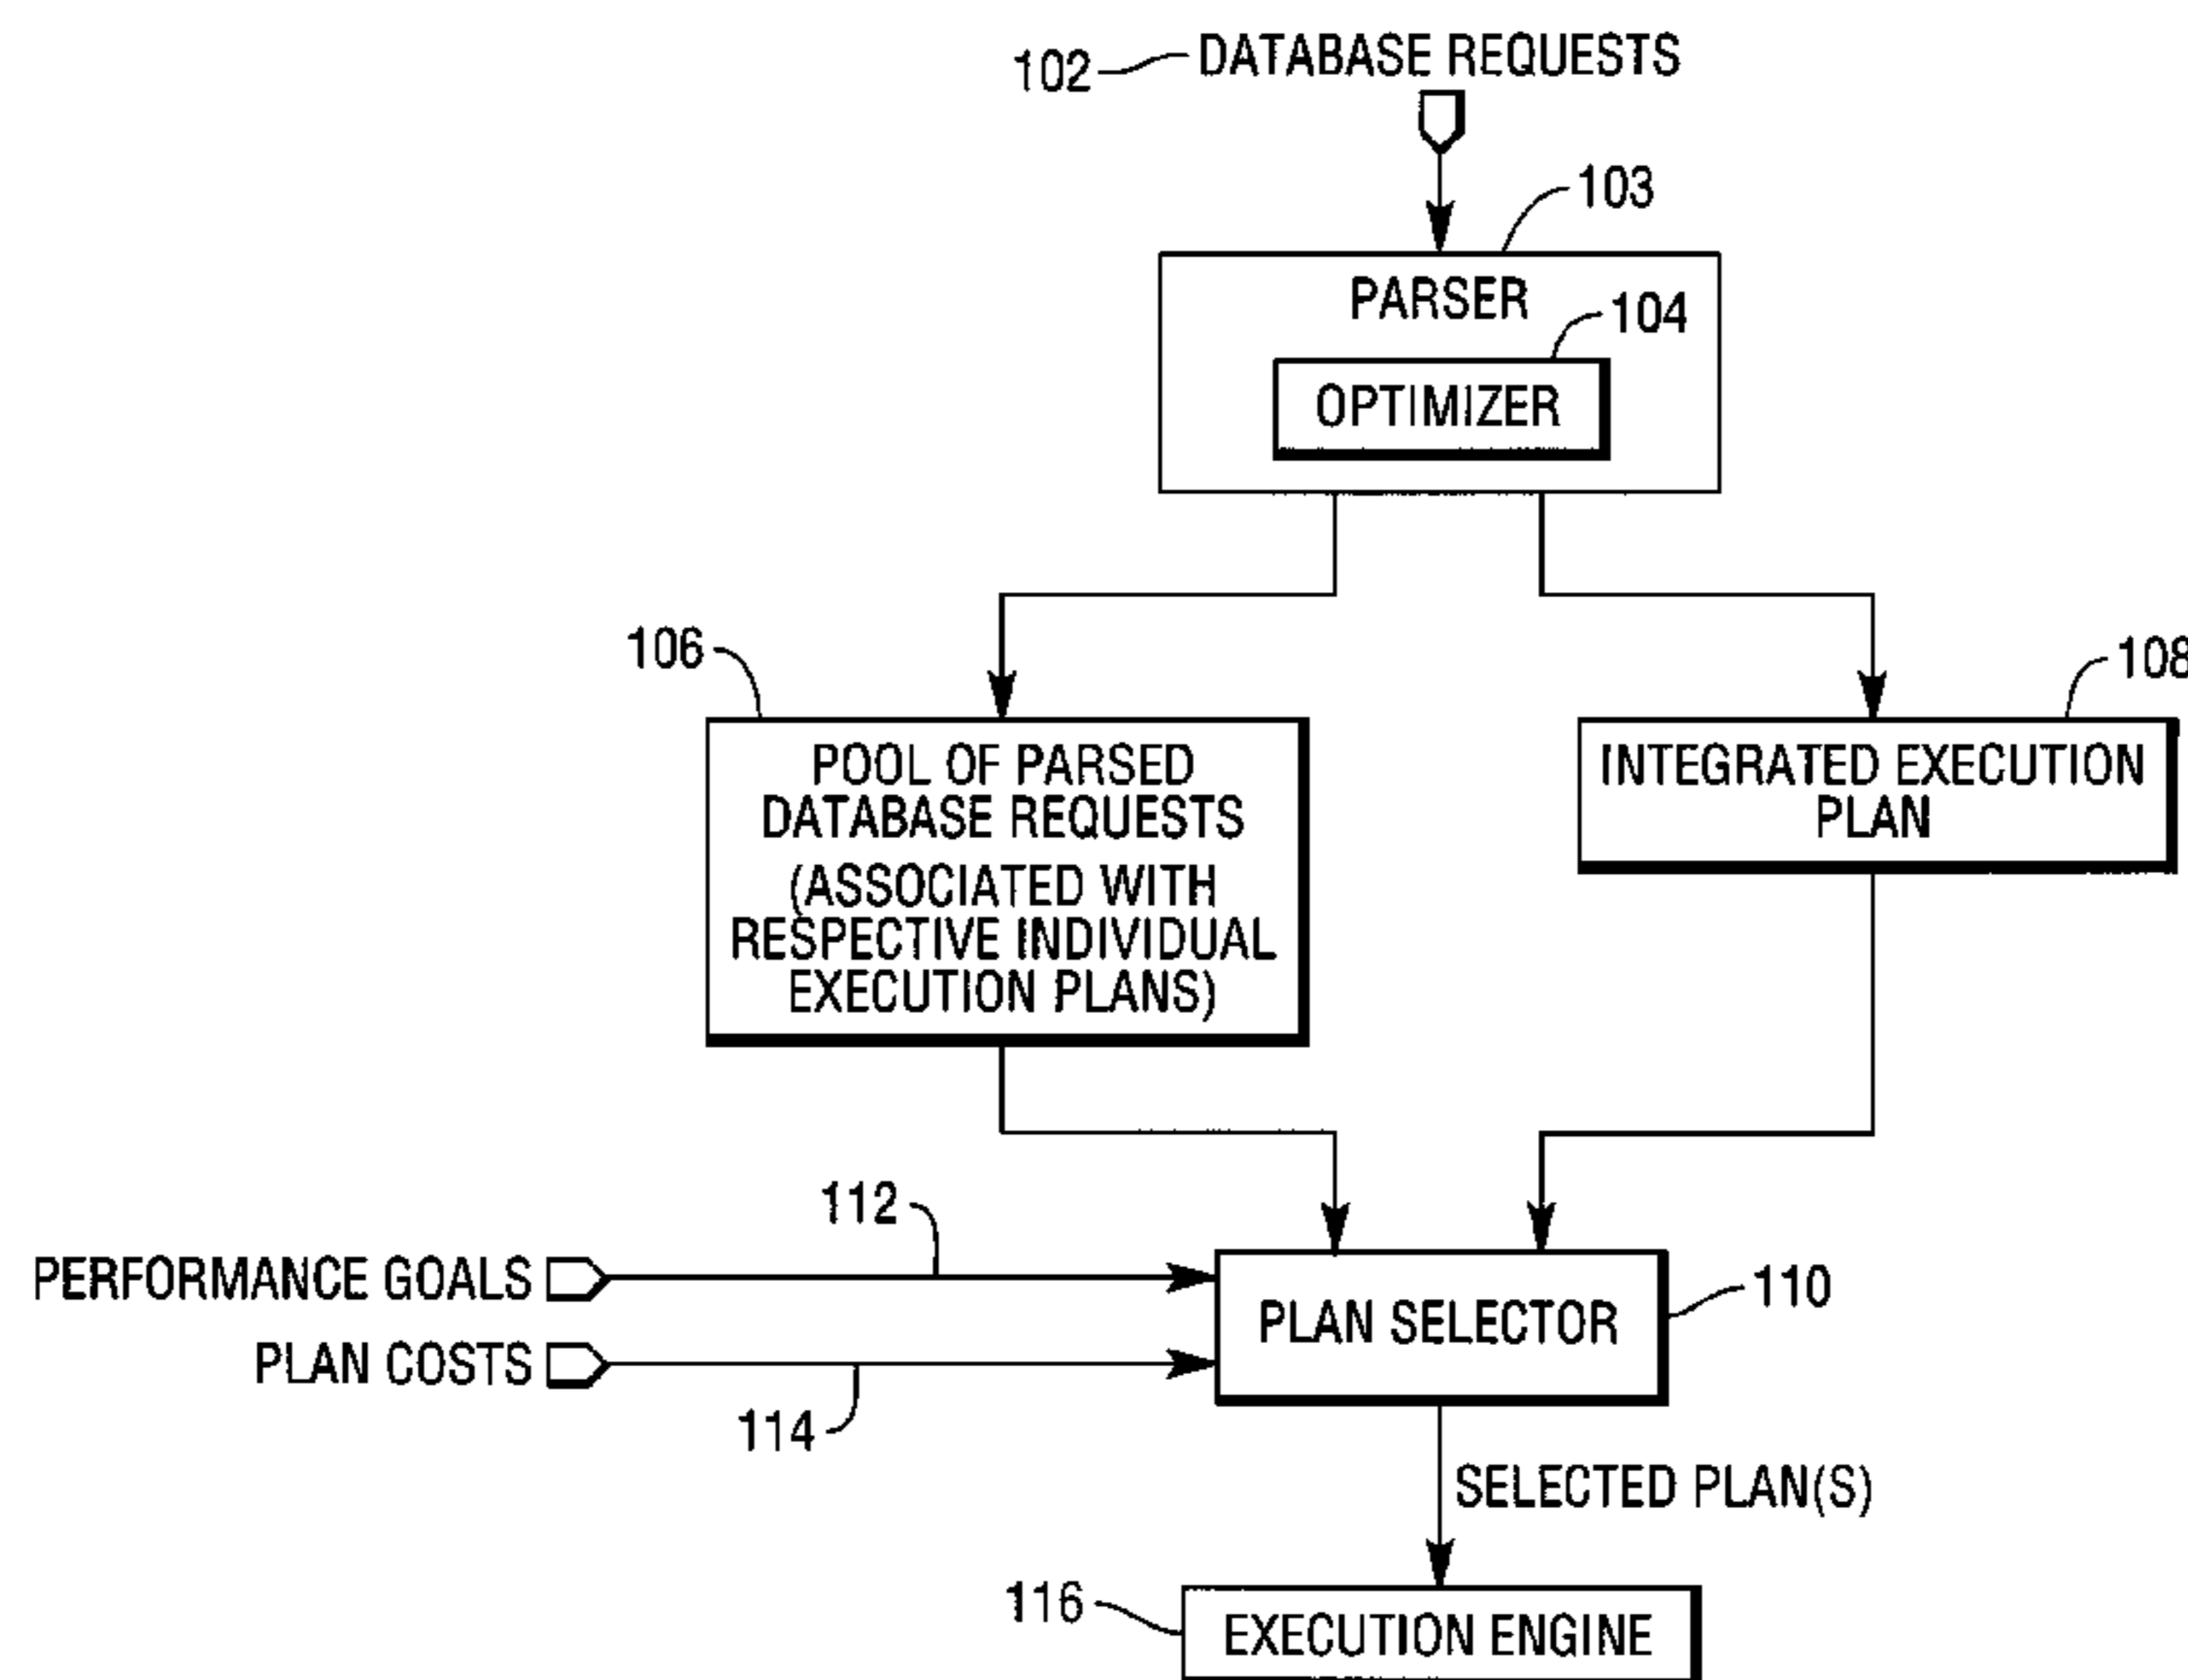 102
DATABASE REQUESTS
103
PARSER
104
OPTIMIZER
106
108
POOL OF PARSED
DATABASE REQUESTS
(ASSOCIATED WITH
RESPECTIVE INDIVIDUAL
EXECUTION PLANS)
INTEGRATED EXECUTION
PLAN
112
PERFORMANCE GOALS
110
PLAN SELECTOR
PLAN COSTS
114
SELECTED PLAN(S)
116
EXECUTION ENGINE